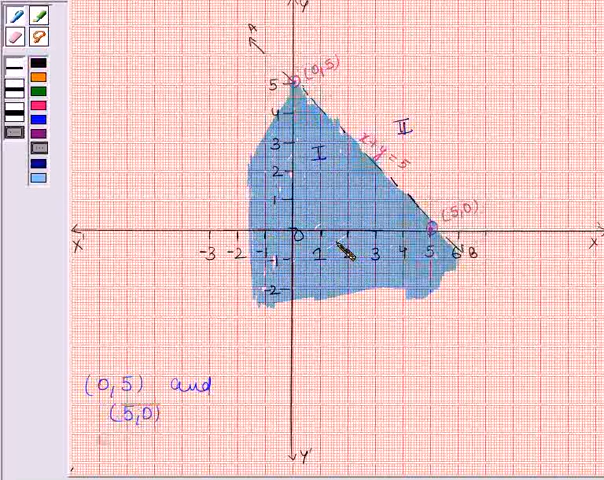 Y
A
(0,5)
5
4
II
3
I
x+y=5
2
1
(5,0)
X'
O
X
-3 -2 -1 1 2 3 4 5 6 B
-1
-2
(0,5) and
(5,0)
Y'